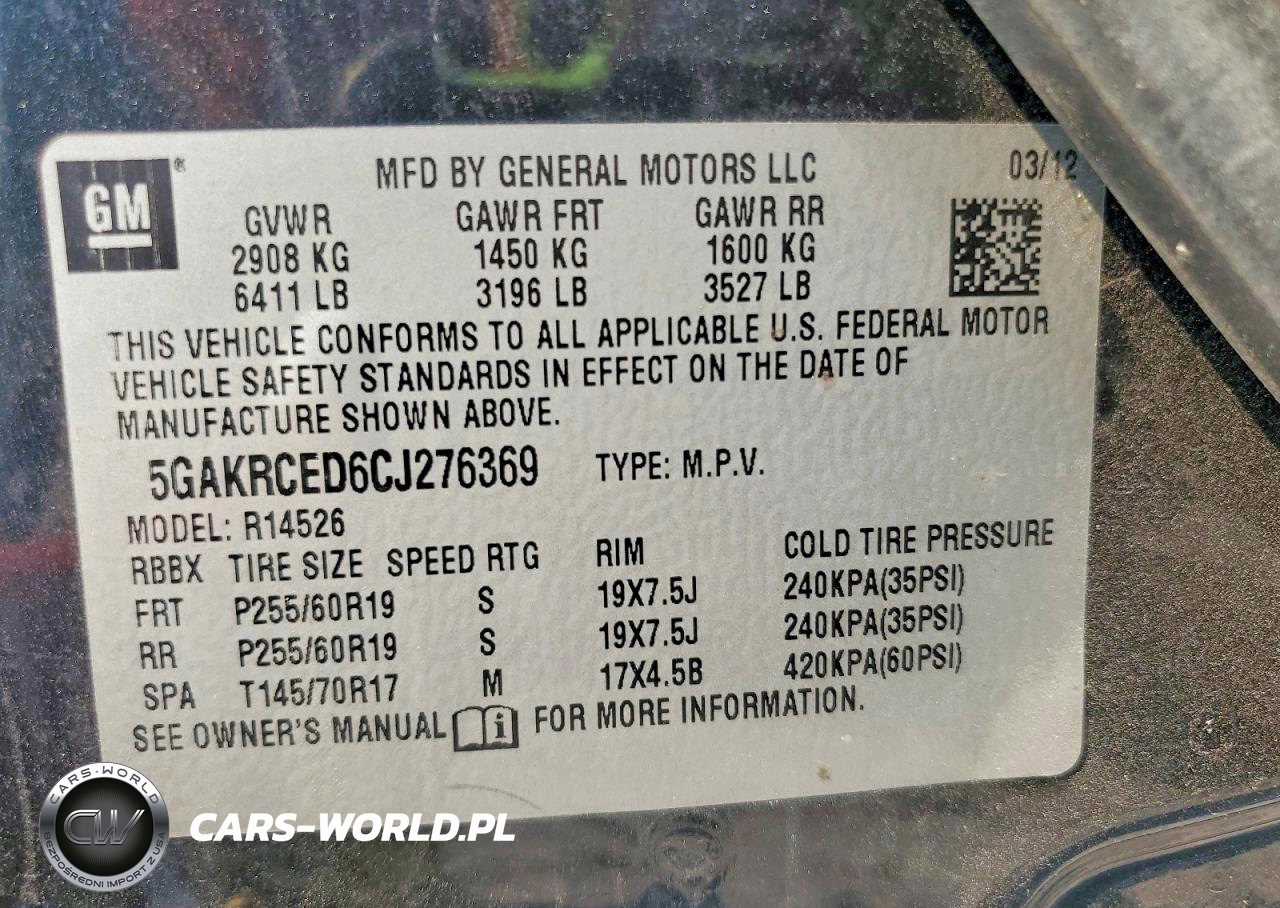 GM ®
MFD BY GENERAL MOTORS LLC 03/12
GVWR GAWR FRT GAWR RR
2908 KG 1450 KG 1600 KG
6411 LB 3196 LB 3527 LB
THIS VEHICLE CONFORMS TO ALL APPLICABLE U.S. FEDERAL MOTOR
VEHICLE SAFETY STANDARDS IN EFFECT ON THE DATE OF
MANUFACTURE SHOWN ABOVE.
5GAKRCED6CJ276369 TYPE: M.P.V.
MODEL: R14526
RBBX TIRE SIZE SPEED RTG RIM COLD TIRE PRESSURE
FRT P255/60R19 S 19X7.5J 240KPA(35PSI)
RR P255/60R19 S 19X7.5J 240KPA(35PSI)
SPA T145/70R17 M 17X4.5B 420KPA(60PSI)
SEE OWNER'S MANUAL i FOR MORE INFORMATION.
CARS-WORLD
CW
BEZPOŚREDNI IMPORT Z USA
CARS-WORLD.PL